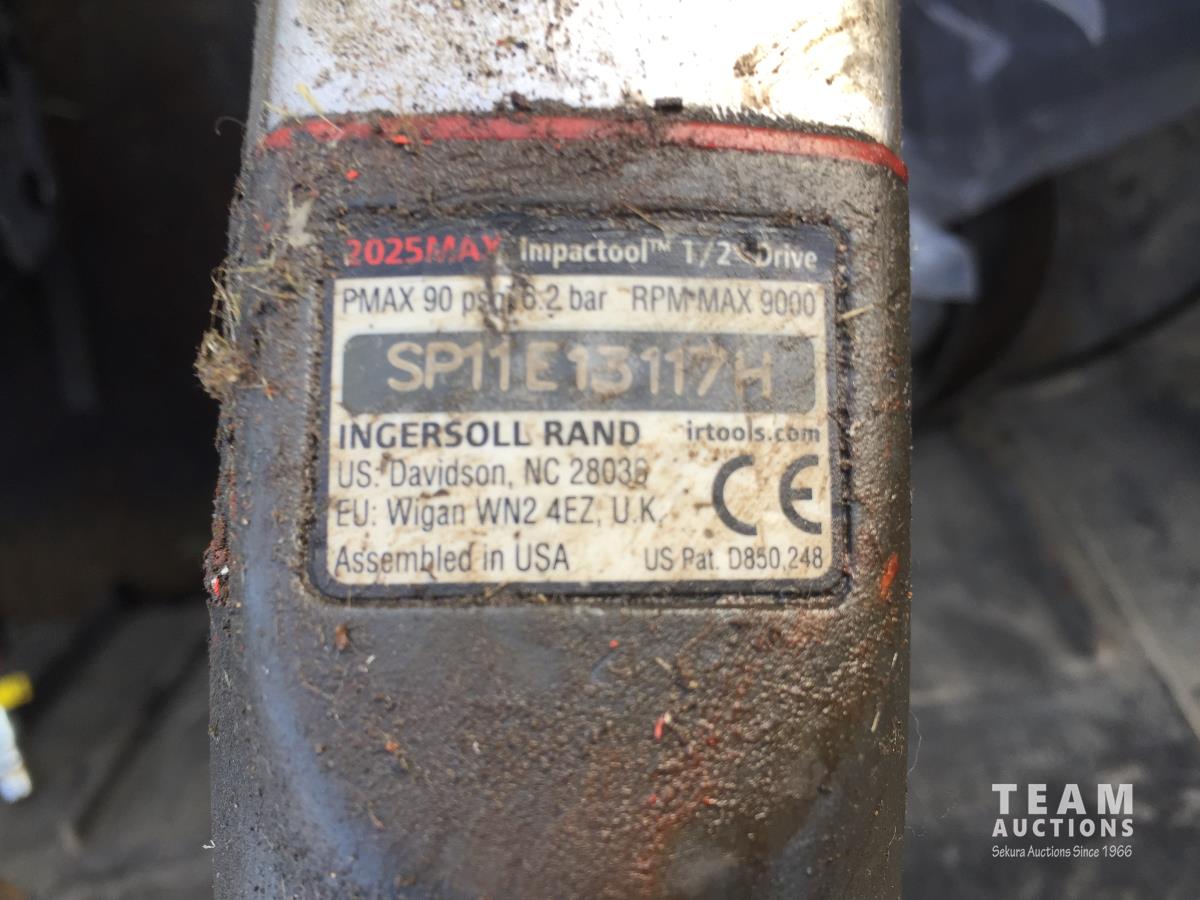 2025MAX Impactool™ 1/2" Drive
PMAX 90 psig/6.2 bar RPM MAX 9000
SP11E13117H
INGERSOLL RAND irtools.com
US: Davidson, NC 28036
EU: Wigan WN2 4EZ, U.K. CE
Assembled in USA US Pat. D850,248
TEAM
AUCTIONS
Sekura Auctions Since 1966